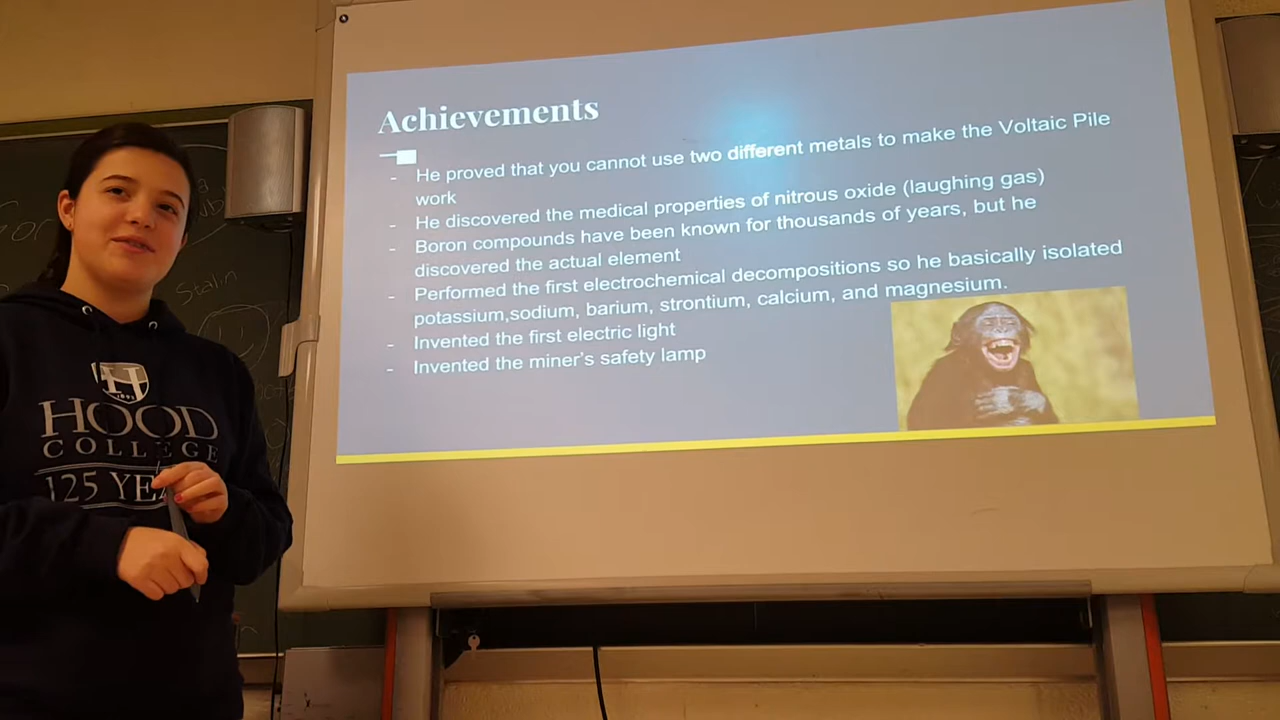 Achievements
- He proved that you cannot use two different metals to make the Voltaic Pile
work
- He discovered the medical properties of nitrous oxide (laughing gas)
- Boron compounds have been known for thousands of years, but he
discovered the actual element
- Performed the first electrochemical decompositions so he basically isolated
potassium,sodium, barium, strontium, calcium, and magnesium.
- Invented the first electric light
- Invented the miner's safety lamp
Stalin
H
HOOD
COLLEGE
125 YEA